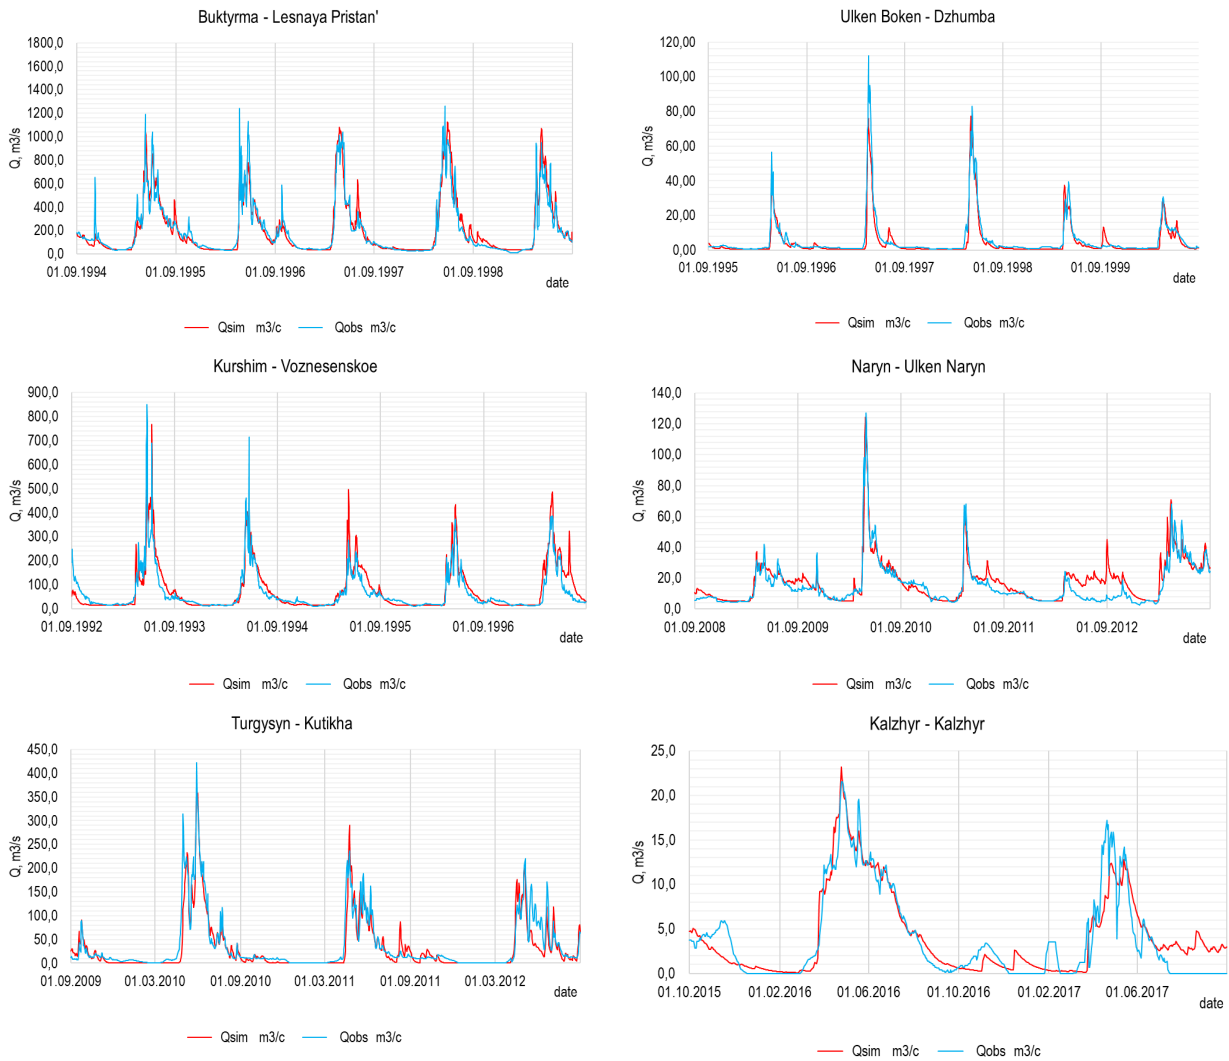 Buktyrma - Lesnaya Pristan'
Q, m3/s
1800,0
1600,0
1400,0
1200,0
1000,0
800,0
600,0
400,0
200,0
0,0
01.09.1994
01.09.1995
01.09.1996
01.09.1997
01.09.1998
date
Qsim m3/c
Qobs m3/c
Ulken Boken - Dzhumba
Q, m3/s
120,00
100,00
80,00
60,00
40,00
20,00
0,00
01.09.1995
01.09.1996
01.09.1997
01.09.1998
01.09.1999
date
Qsim m3/c
Qobs m3/c
Kurshim - Voznesenskoe
Q, m3/s
900,0
800,0
700,0
600,0
500,0
400,0
300,0
200,0
100,0
0,0
01.09.1992
01.09.1993
01.09.1994
01.09.1995
01.09.1996
date
Qsim m3/c
Qobs m3/c
Naryn - Ulken Naryn
Q, m3/s
140,0
120,0
100,0
80,0
60,0
40,0
20,0
0,0
01.09.2008
01.09.2009
01.09.2010
01.09.2011
01.09.2012
date
Qsim m3/c
Qobs m3/c
Turgysyn - Kutikha
Q, m3/s
450,0
400,0
350,0
300,0
250,0
200,0
150,0
100,0
50,0
0,0
01.09.2009
01.03.2010
01.09.2010
01.03.2011
01.09.2011
01.03.2012
date
Qsim m3/c
Qobs m3/c
Kalzhyr - Kalzhyr
Q, m3/s
25,0
20,0
15,0
10,0
5,0
0,0
01.10.2015
01.02.2016
01.06.2016
01.10.2016
01.02.2017
01.06.2017
date
Qsim m3/c
Qobs m3/c